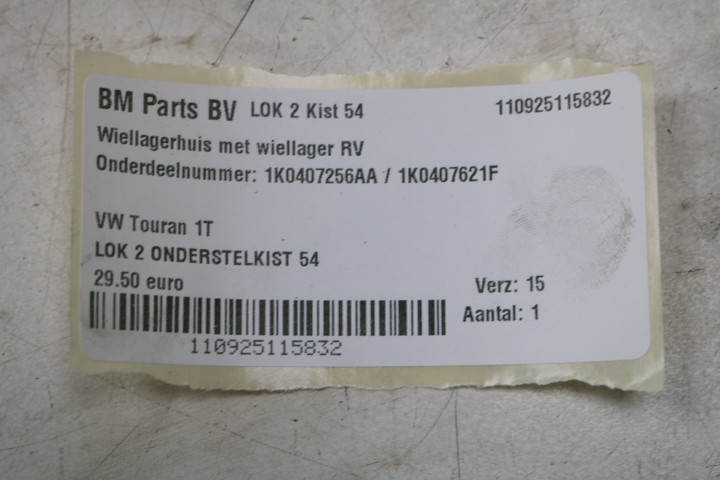 BM Parts BV LOK 2 Kist 54 110925115832
Wiellagerhuis met wiellager RV
Onderdeelnummer: 1K0407256AA / 1K0407621F
VW Touran 1T
LOK 2 ONDERSTELKIST 54
29.50 euro Verz: 15
Aantal: 1
110925115832